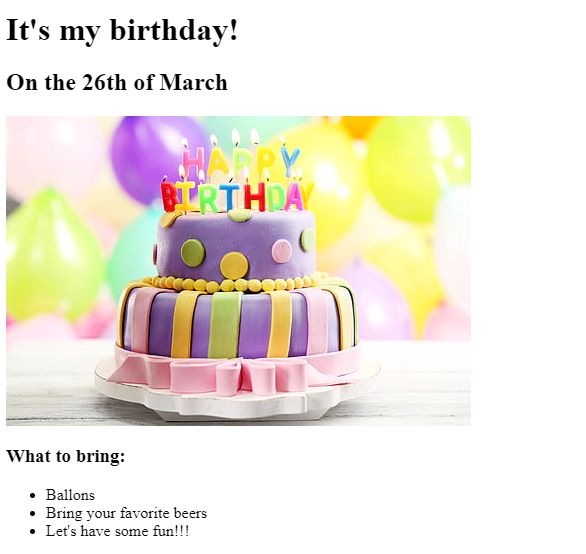 It's my birthday!
On the 26th of March
HAPPY
BIRTHDAY
What to bring:
Ballons
Bring your favorite beers
Let's have some fun!!!